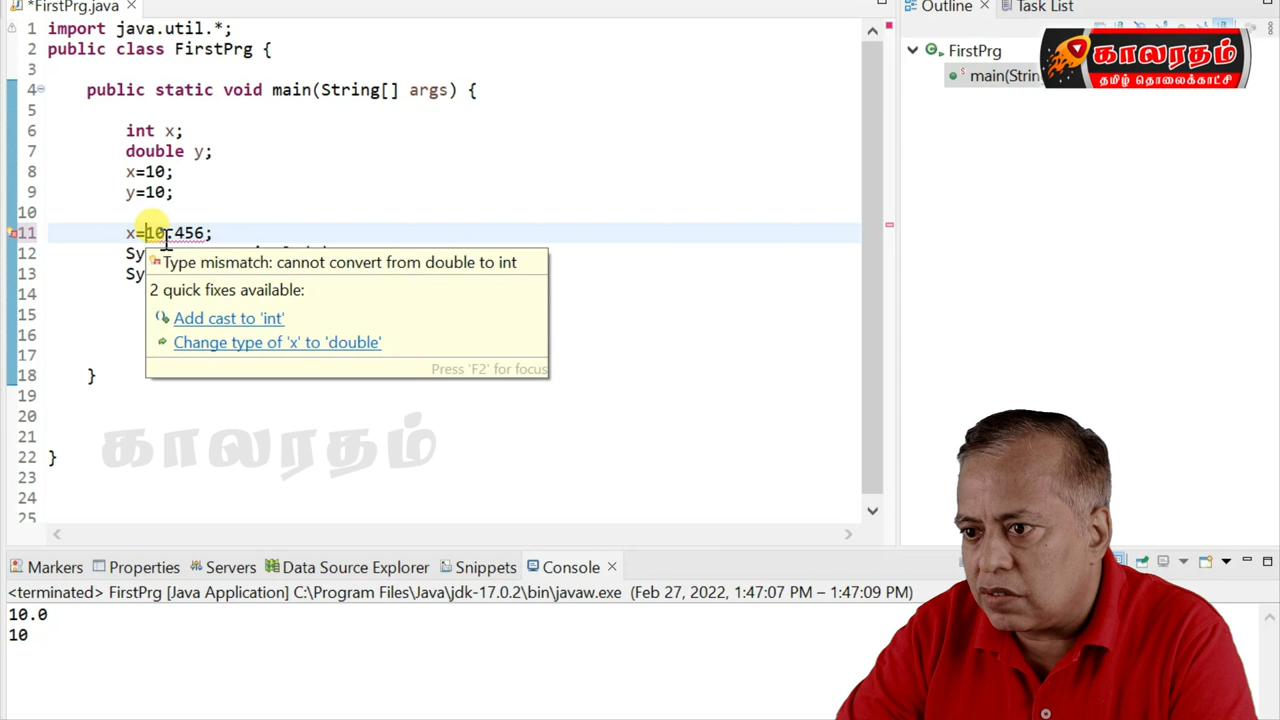 *FirstPrg.java
Outline
Task List
1 import java.util.*;
2 public class FirstPrg {
3
4 public static void main(String[] args) {
5
6 int x;
7 double y;
8 x=10;
9 y=10;
10
11 x=10.456;
12 Sy
13 Sy
14
15
16
17
18 }
19
20
21
22 }
23
24
25
Type mismatch: cannot convert from double to int
2 quick fixes available:
Add cast to 'int'
Change type of 'x' to 'double'
Press 'F2' for focus
FirstPrg
main(Strin
காலரதம்
தமிழ் தொலைக்காட்சி
காலரதம்
Markers Properties Servers Data Source Explorer Snippets Console
<terminated> FirstPrg [Java Application] C:\Program Files\Java\jdk-17.0.2\bin\javaw.exe (Feb 27, 2022, 1:47:07 PM – 1:47:09 PM)
10.0
10